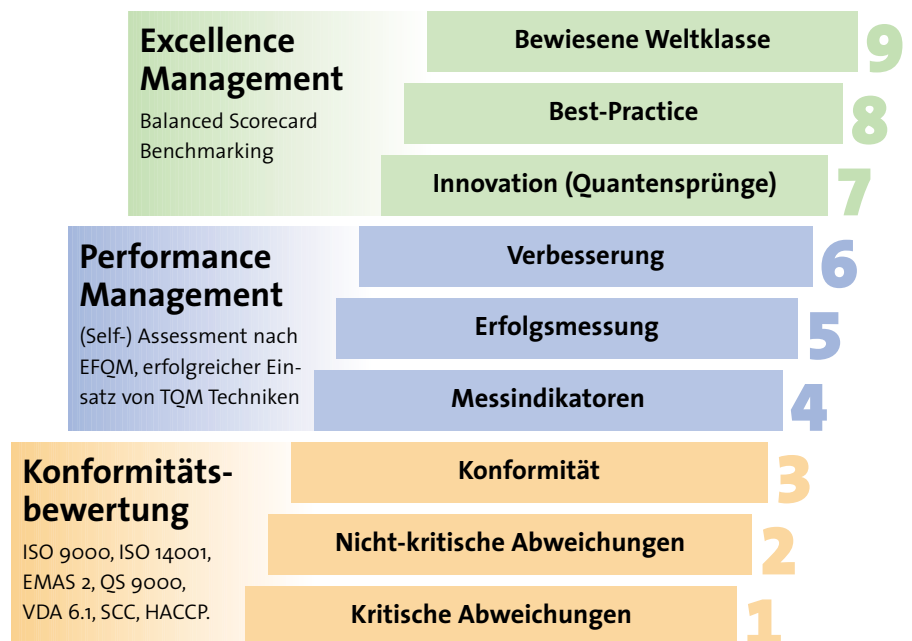 Excellence
Management
Balanced Scorecard
Benchmarking
Bewiesene Weltklasse
9
Best-Practice
8
Innovation (Quantensprünge)
7
Performance
Management
(Self-) Assessment nach
EFQM, erfolgreicher Ein-
satz von TQM Techniken
Verbesserung
6
Erfolgsmessung
5
Messindikatoren
4
Konformitäts-
bewertung
ISO 9000, ISO 14001,
EMAS 2, QS 9000,
VDA 6.1, SCC, HACCP.
Konformität
3
Nicht-kritische Abweichungen
2
Kritische Abweichungen
1